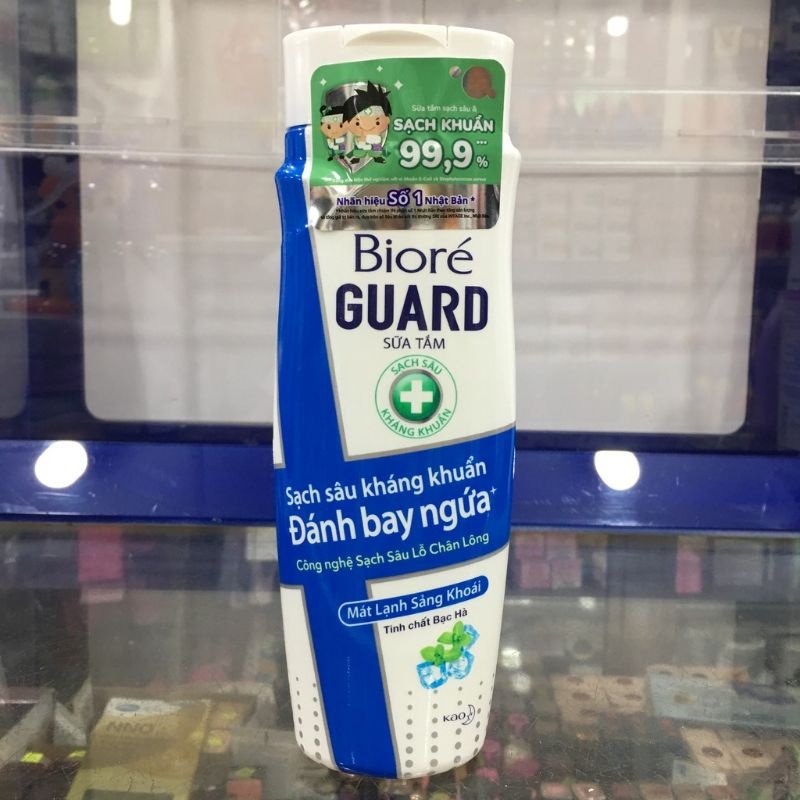 Sữa tắm sạch sâu &
SẠCH KHUẨN
99,9%
Nhãn hiệu Số 1 Nhật Bản*
Bioré
GUARD
SỮA TẮM
SẠCH SÂU
KHÁNG KHUẨN
Sạch sâu kháng khuẩn
Đánh bay ngứa+
Công nghệ Sạch Sâu Lỗ Chân Lông
Mát Lạnh Sảng Khoái
Tinh chất Bạc Hà
Kao